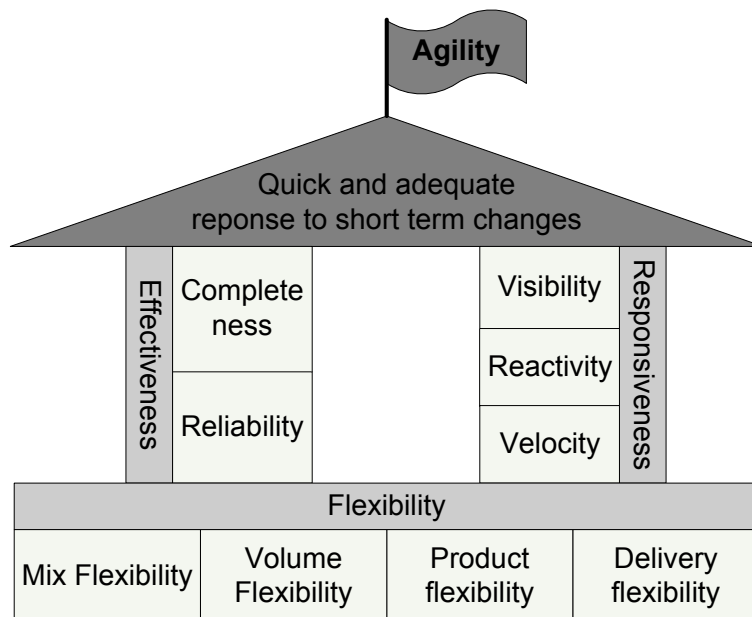 Agility
Quick and adequate
reponse to short term changes
Effectiveness
Complete
ness
Reliability
Visibility
Reactivity
Velocity
Responsiveness
Flexibility
Mix Flexibility
Volume
Flexibility
Product
flexibility
Delivery
flexibility